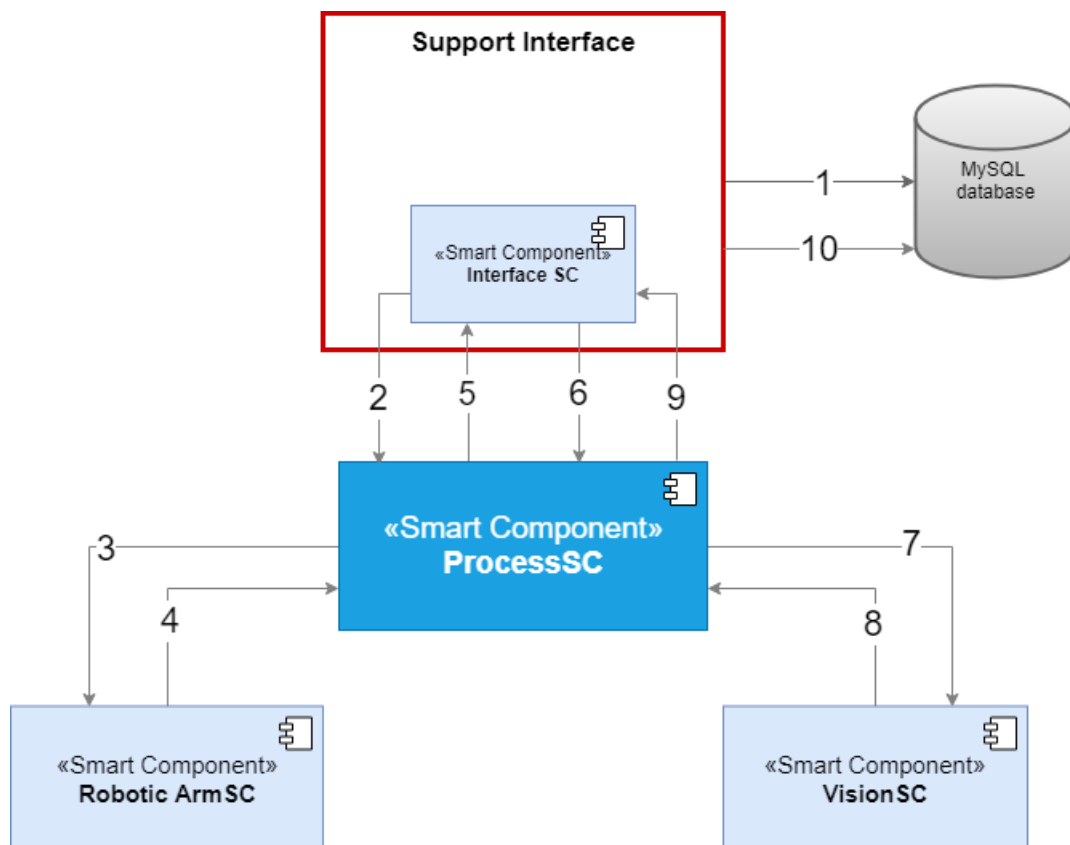 Support Interface
MySQL
database
1
10
«Smart Component»
Interface SC
2
5
6
9
«Smart Component»
ProcessSC
3
7
4
8
«Smart Component»
Robotic ArmSC
«Smart Component»
VisionSC